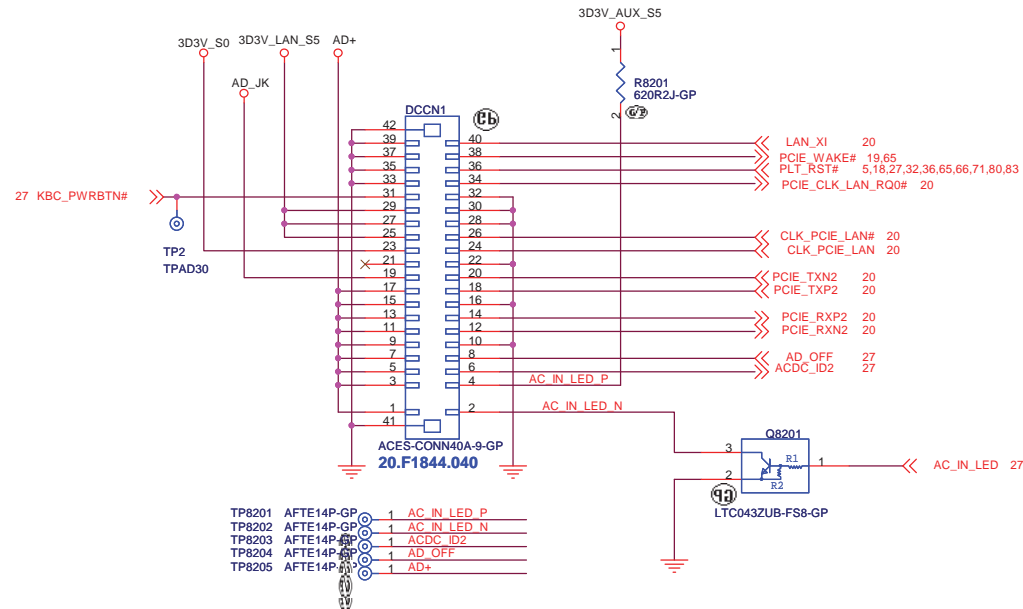 3D3V_AUX_S5
3D3V_S0
3D3V_LAN_S5
AD+
AD_JK
1
R8201
620R2J-GP
2
DCCN1
42
39
37
35
33
31
29
27
25
23
21
19
17
15
13
11
9
7
5
3
1
41
40
38
36
34
32
30
28
26
24
22
20
18
16
14
12
10
8
6
4
2
27 KBC_PWRBTN#
TP2
TPAD30
LAN_XI 20
PCIE_WAKE# 19,65
PLT_RST# 5,18,27,32,36,65,66,71,80,83
PCIE_CLK_LAN_RQ0# 20
CLK_PCIE_LAN# 20
CLK_PCIE_LAN 20
PCIE_TXN2 20
PCIE_TXP2 20
PCIE_RXP2 20
PCIE_RXN2 20
AD_OFF 27
ACDC_ID2 27
AC_IN_LED_P
AC_IN_LED_N
ACES-CONN40A-9-GP
20.F1844.040
Q8201
3
2
R1
R2
1
AC_IN_LED 27
LTC043ZUB-FS8-GP
TP8201 AFTE14P-GP 1 AC_IN_LED_P
TP8202 AFTE14P-GP 1 AC_IN_LED_N
TP8203 AFTE14P-GP 1 ACDC_ID2
TP8204 AFTE14P-GP 1 AD_OFF
TP8205 AFTE14P-GP 1 AD+